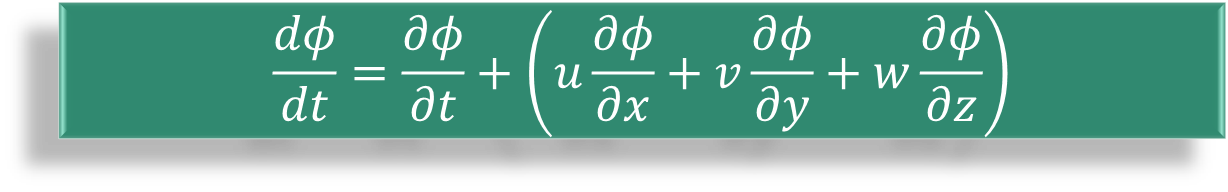 dϕ/dt = ∂ϕ/∂t + (u ∂ϕ/∂x + v ∂ϕ/∂y + w ∂ϕ/∂z)